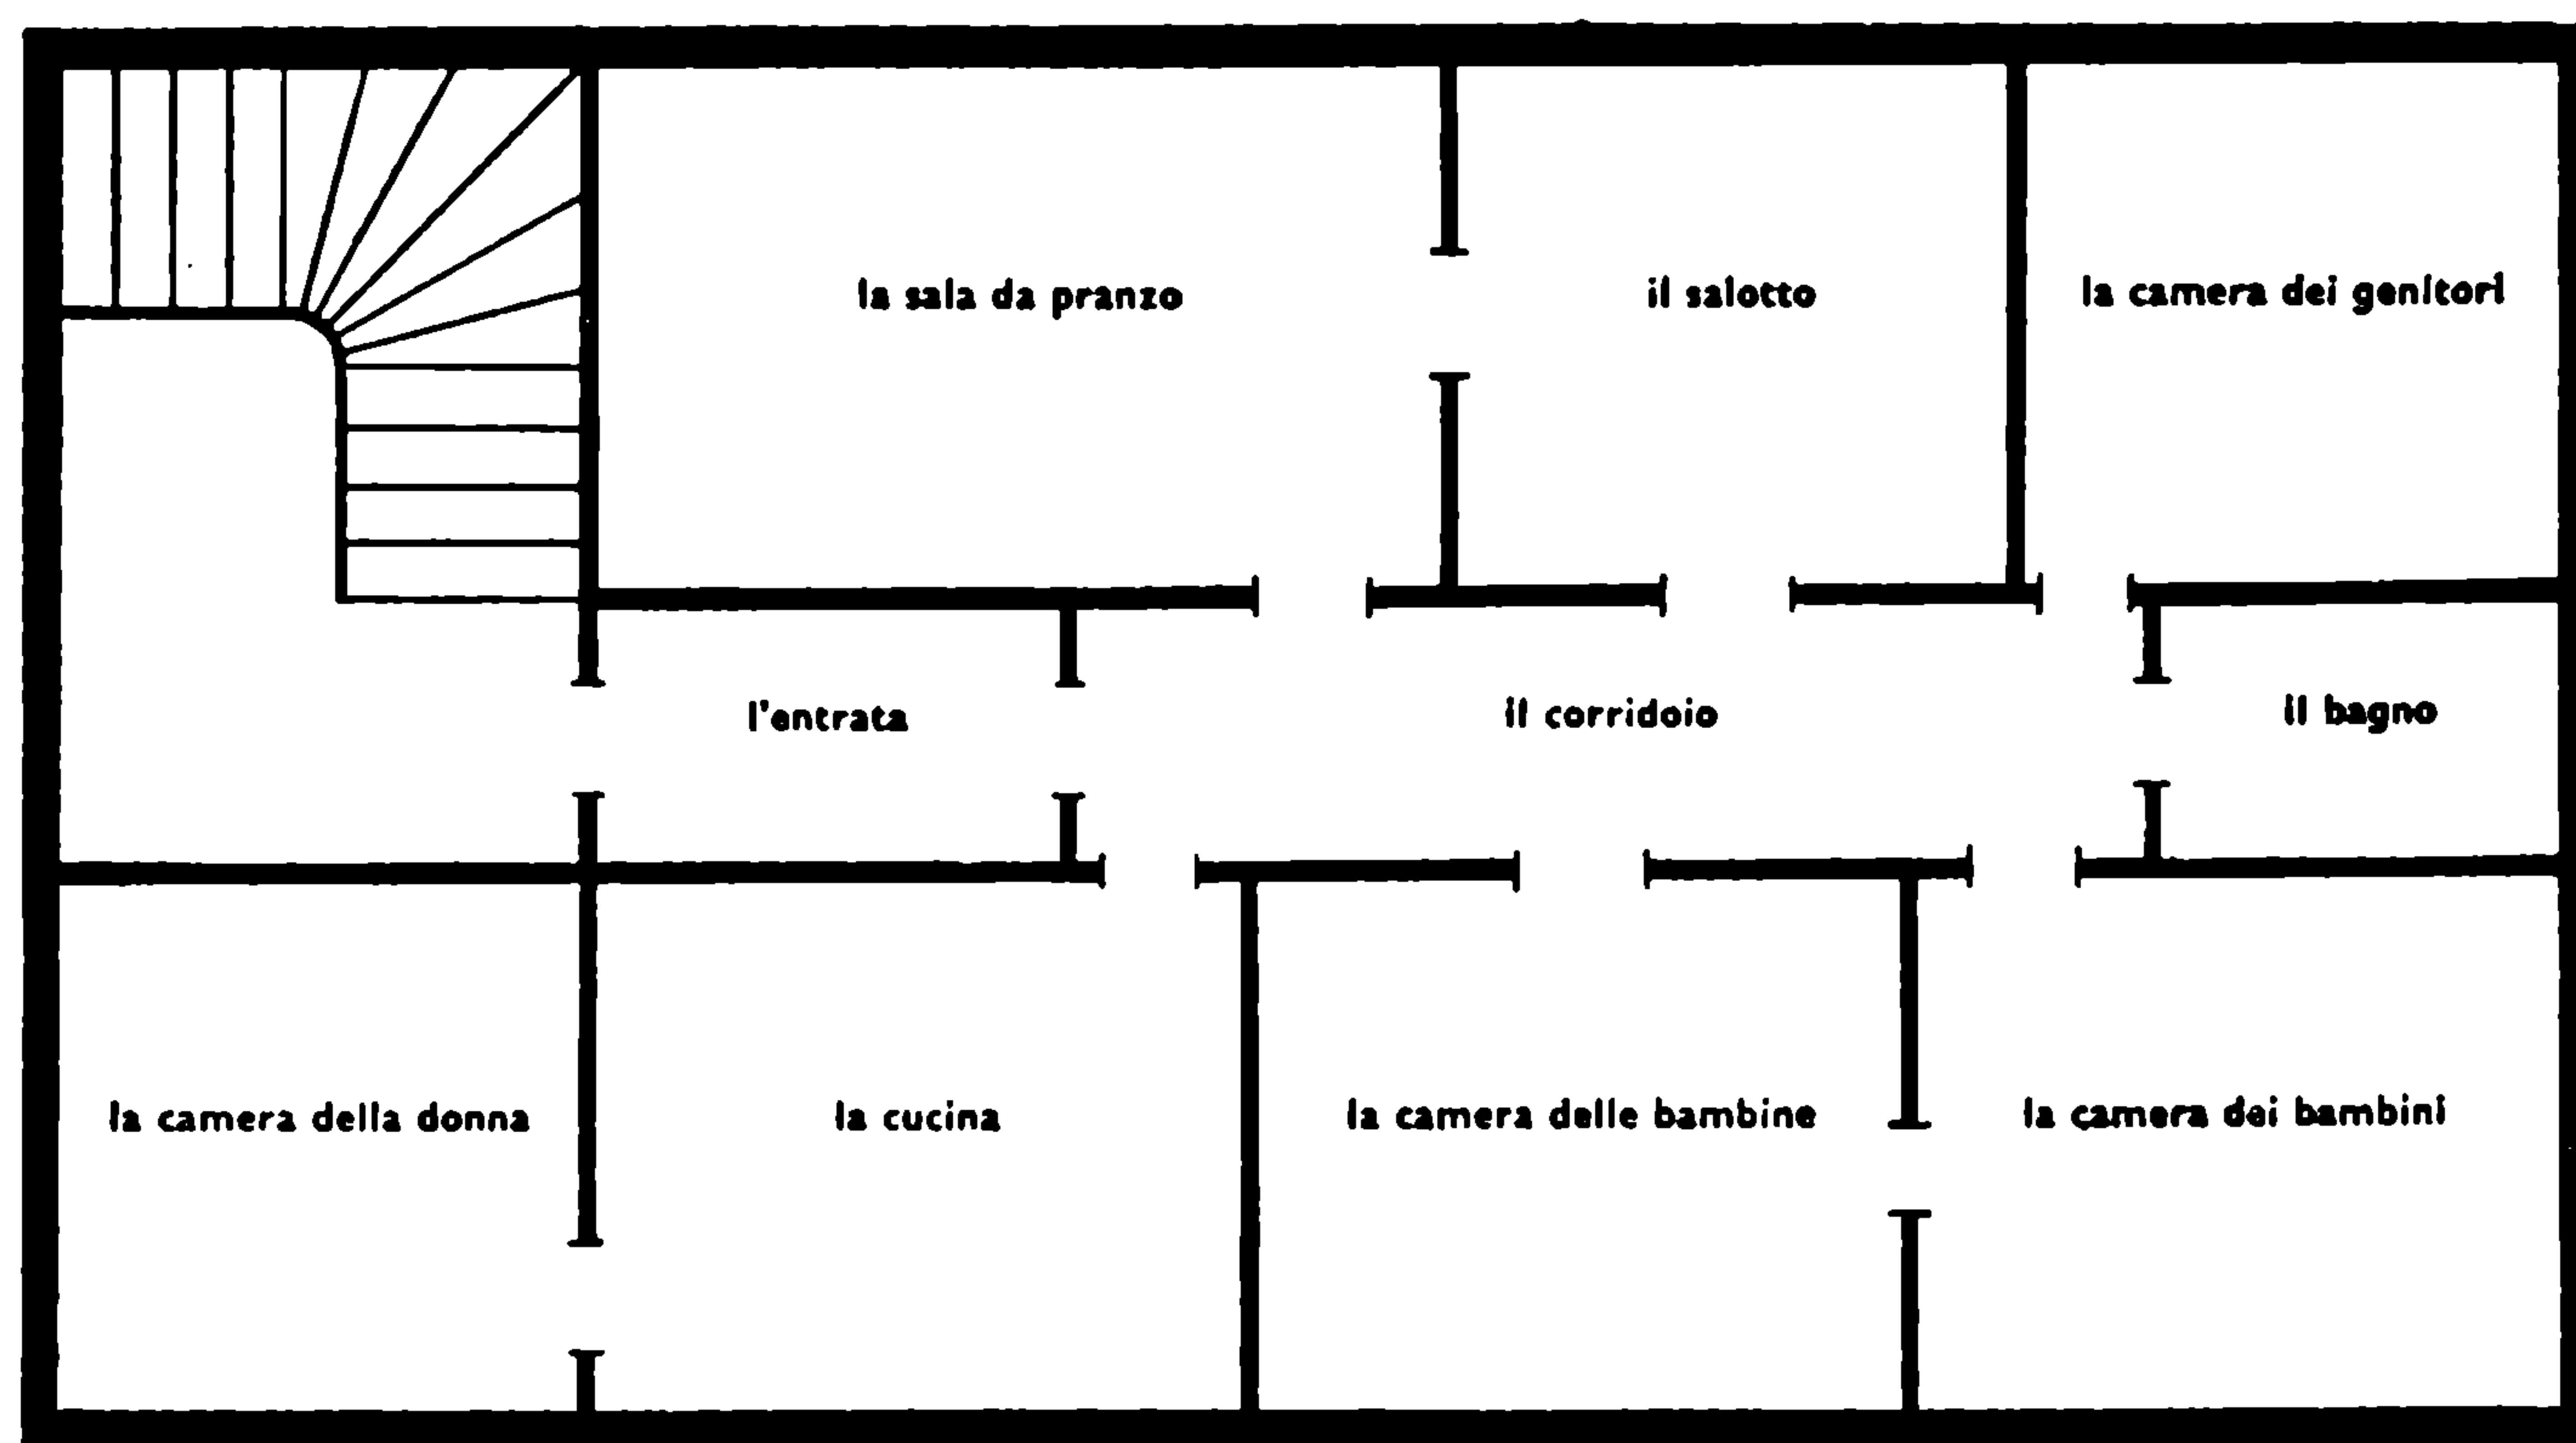 la sala da pranzo
il salotto
la camera dei genitori
l'entrata
il corridoio
il bagno
la camera della donna
la cucina
la camera delle bambine
la camera dei bambini